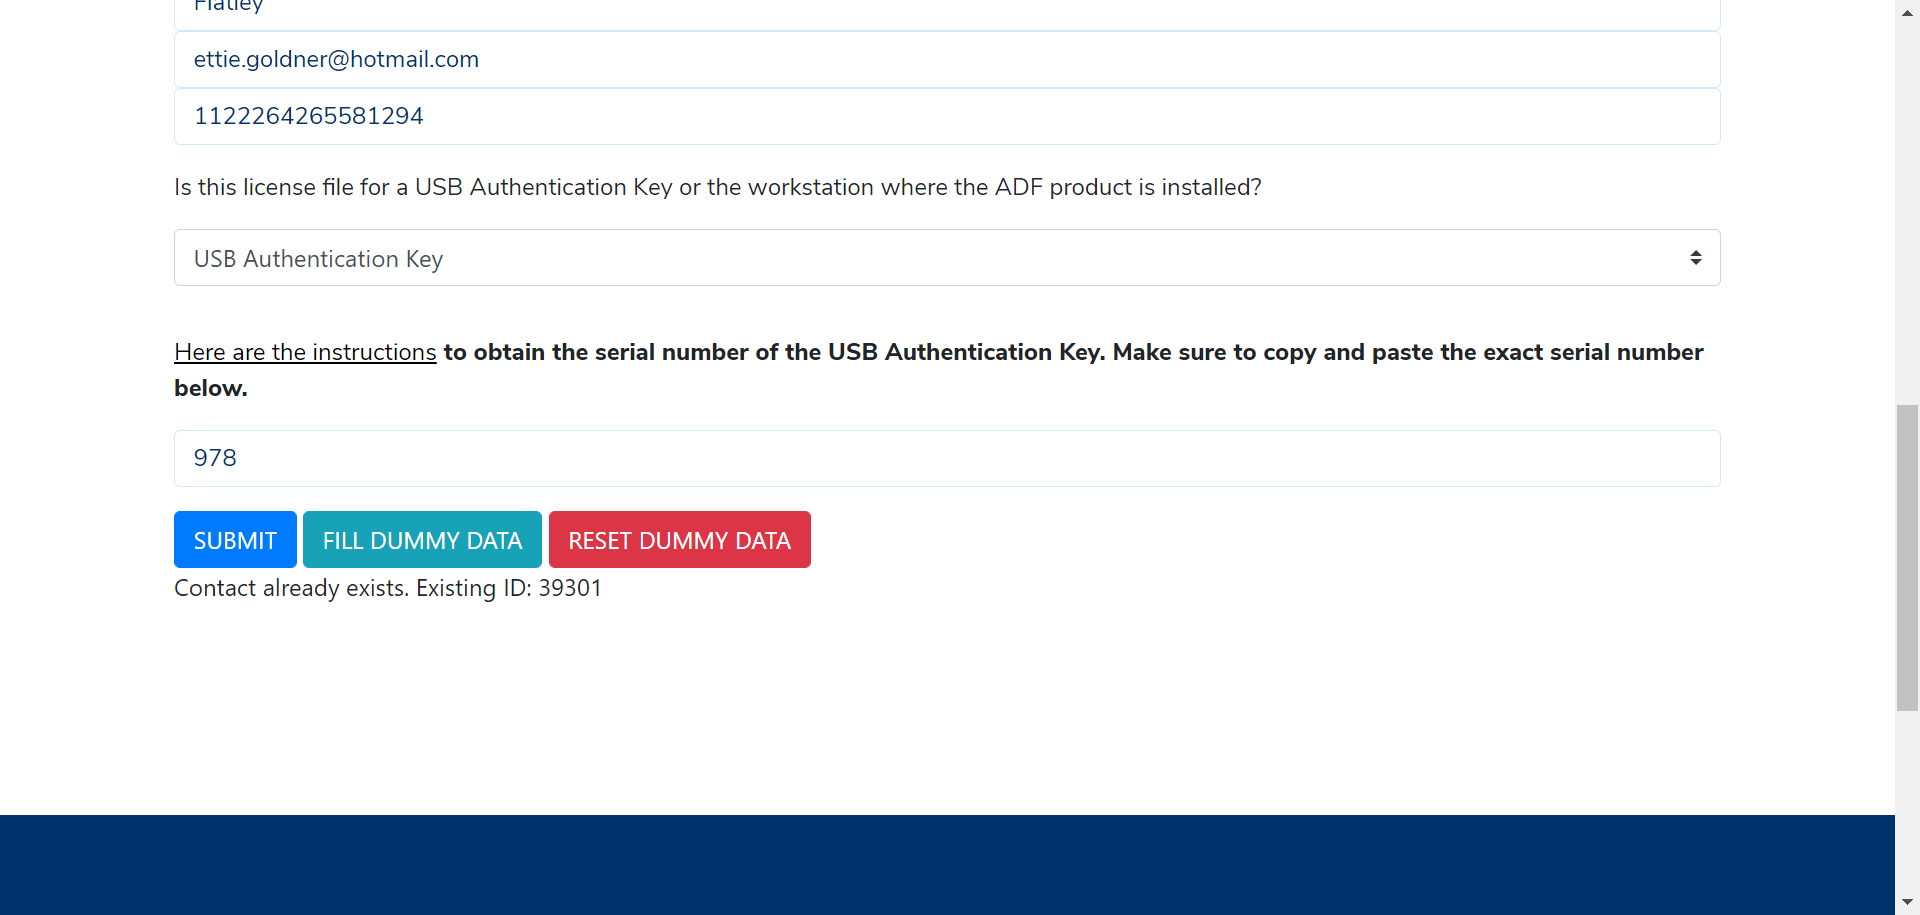 Flatley
ettie.goldner@hotmail.com
1122264265581294
Is this license file for a USB Authentication Key or the workstation where the ADF product is installed?
USB Authentication Key
Here are the instructions to obtain the serial number of the USB Authentication Key. Make sure to copy and paste the exact serial number
below.
978
SUBMIT FILL DUMMY DATA RESET DUMMY DATA
Contact already exists. Existing ID: 39301